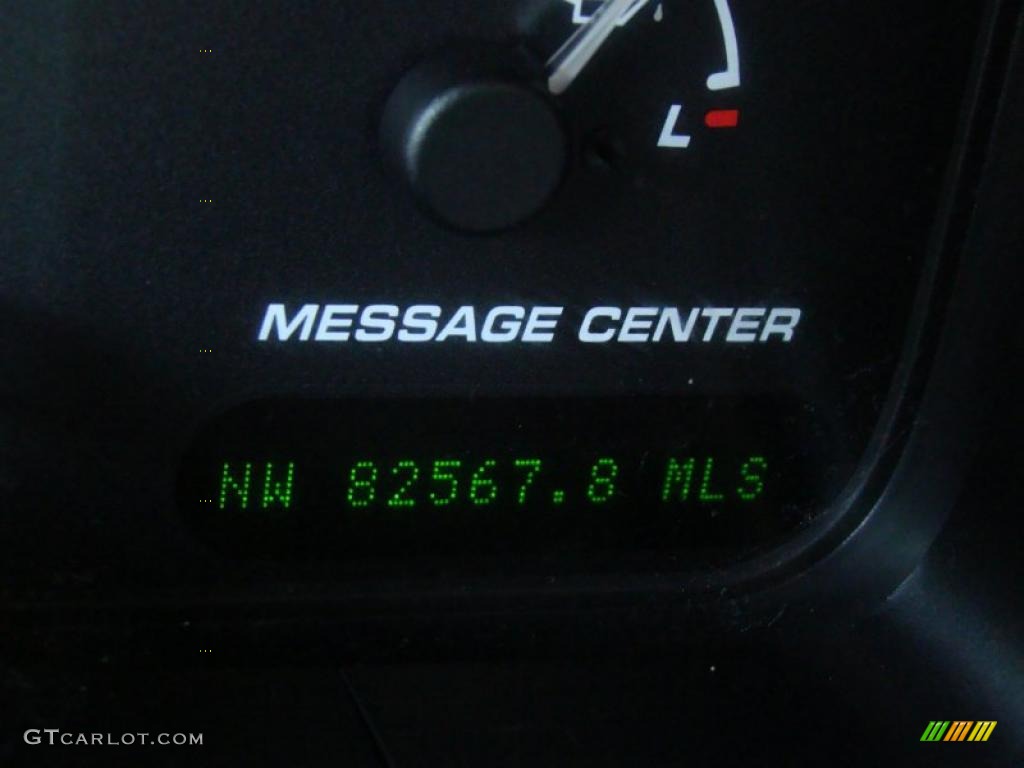 L
MESSAGE CENTER
NW 82567.8 MLS
GTCARLOT.COM